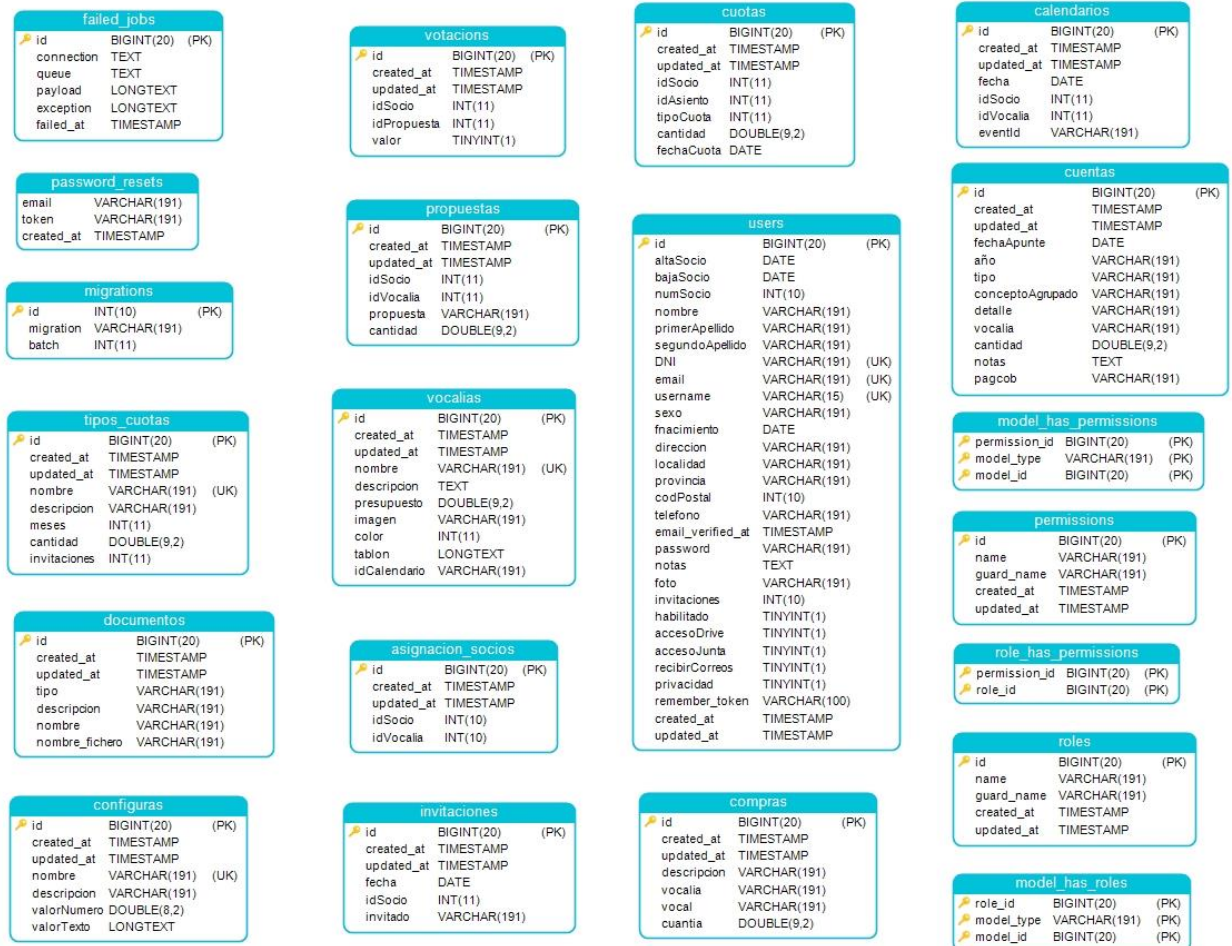 failed_jobs
id BIGINT(20) (PK)
connection TEXT
queue TEXT
payload LONGTEXT
exception LONGTEXT
failed_at TIMESTAMP
password_resets
email VARCHAR(191)
token VARCHAR(191)
created_at TIMESTAMP
migrations
id INT(10) (PK)
migration VARCHAR(191)
batch INT(11)
tipos_cuotas
id BIGINT(20) (PK)
created_at TIMESTAMP
updated_at TIMESTAMP
nombre VARCHAR(191) (UK)
descripcion VARCHAR(191)
meses INT(11)
cantidad DOUBLE(9,2)
invitaciones INT(11)
documentos
id BIGINT(20) (PK)
created_at TIMESTAMP
updated_at TIMESTAMP
tipo VARCHAR(191)
descripcion VARCHAR(191)
nombre VARCHAR(191)
nombre_fichero VARCHAR(191)
configuras
id BIGINT(20) (PK)
created_at TIMESTAMP
updated_at TIMESTAMP
nombre VARCHAR(191) (UK)
descripcion VARCHAR(191)
valorNumero DOUBLE(8,2)
valorTexto LONGTEXT
votacions
id BIGINT(20) (PK)
created_at TIMESTAMP
updated_at TIMESTAMP
idSocio INT(11)
idPropuesta INT(11)
valor TINYINT(1)
propuestas
id BIGINT(20) (PK)
created_at TIMESTAMP
updated_at TIMESTAMP
idSocio INT(11)
idVocalia INT(11)
propuesta VARCHAR(191)
cantidad DOUBLE(9,2)
vocalias
id BIGINT(20) (PK)
created_at TIMESTAMP
updated_at TIMESTAMP
nombre VARCHAR(191) (UK)
descripcion TEXT
presupuesto DOUBLE(9,2)
imagen VARCHAR(191)
color INT(11)
tablon LONGTEXT
idCalendario VARCHAR(191)
asignacion_socios
id BIGINT(20) (PK)
created_at TIMESTAMP
updated_at TIMESTAMP
idSocio INT(10)
idVocalia INT(10)
invitaciones
id BIGINT(20) (PK)
created_at TIMESTAMP
updated_at TIMESTAMP
fecha DATE
idSocio INT(11)
invitado VARCHAR(191)
cuotas
id BIGINT(20) (PK)
created_at TIMESTAMP
updated_at TIMESTAMP
idSocio INT(11)
idAsiento INT(11)
tipoCuota INT(11)
cantidad DOUBLE(9,2)
fechaCuota DATE
users
id BIGINT(20) (PK)
altaSocio DATE
bajaSocio DATE
numSocio INT(10)
nombre VARCHAR(191)
primerApellido VARCHAR(191)
segundoApellido VARCHAR(191)
DNI VARCHAR(191) (UK)
email VARCHAR(191) (UK)
username VARCHAR(15) (UK)
sexo VARCHAR(191)
fnacimiento DATE
direccion VARCHAR(191)
localidad VARCHAR(191)
provincia VARCHAR(191)
codPostal INT(10)
telefono VARCHAR(191)
email_verified_at TIMESTAMP
password VARCHAR(191)
notas TEXT
foto VARCHAR(191)
invitaciones INT(10)
habilitado TINYINT(1)
accesoDrive TINYINT(1)
accesoJunta TINYINT(1)
recibirCorreos TINYINT(1)
privacidad TINYINT(1)
remember_token VARCHAR(100)
created_at TIMESTAMP
updated_at TIMESTAMP
compras
id BIGINT(20) (PK)
created_at TIMESTAMP
updated_at TIMESTAMP
descripcion VARCHAR(191)
vocalia VARCHAR(191)
vocal VARCHAR(191)
cuantia DOUBLE(9,2)
calendarios
id BIGINT(20) (PK)
created_at TIMESTAMP
updated_at TIMESTAMP
fecha DATE
idSocio INT(11)
idVocalia INT(11)
eventId VARCHAR(191)
cuentas
id BIGINT(20) (PK)
created_at TIMESTAMP
updated_at TIMESTAMP
fechaApunte DATE
año VARCHAR(191)
tipo VARCHAR(191)
conceptoAgrupado VARCHAR(191)
detalle VARCHAR(191)
vocalia VARCHAR(191)
cantidad DOUBLE(9,2)
notas TEXT
pagcob VARCHAR(191)
model_has_permissions
permission_id BIGINT(20) (PK)
model_type VARCHAR(191) (PK)
model_id BIGINT(20) (PK)
permissions
id BIGINT(20) (PK)
name VARCHAR(191)
guard_name VARCHAR(191)
created_at TIMESTAMP
updated_at TIMESTAMP
role_has_permissions
permission_id BIGINT(20) (PK)
role_id BIGINT(20) (PK)
roles
id BIGINT(20) (PK)
name VARCHAR(191)
guard_name VARCHAR(191)
created_at TIMESTAMP
updated_at TIMESTAMP
model_has_roles
role_id BIGINT(20) (PK)
model_type VARCHAR(191) (PK)
model_id BIGINT(20) (PK)